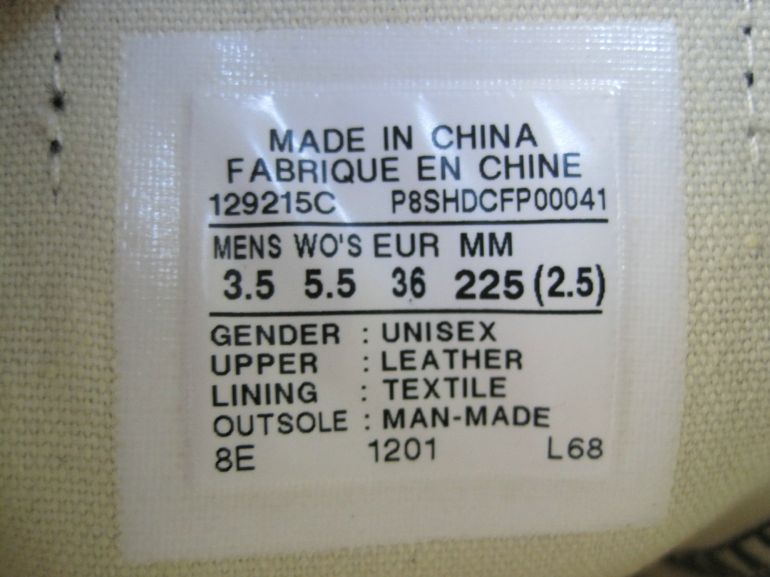 MADE IN CHINA
FABRIQUE EN CHINE
129215C P8SHDCFP00041
MENS WO'S EUR MM
3.5 5.5 36 225 (2.5)
GENDER : UNISEX
UPPER : LEATHER
LINING : TEXTILE
OUTSOLE : MAN-MADE
8E 1201 L68